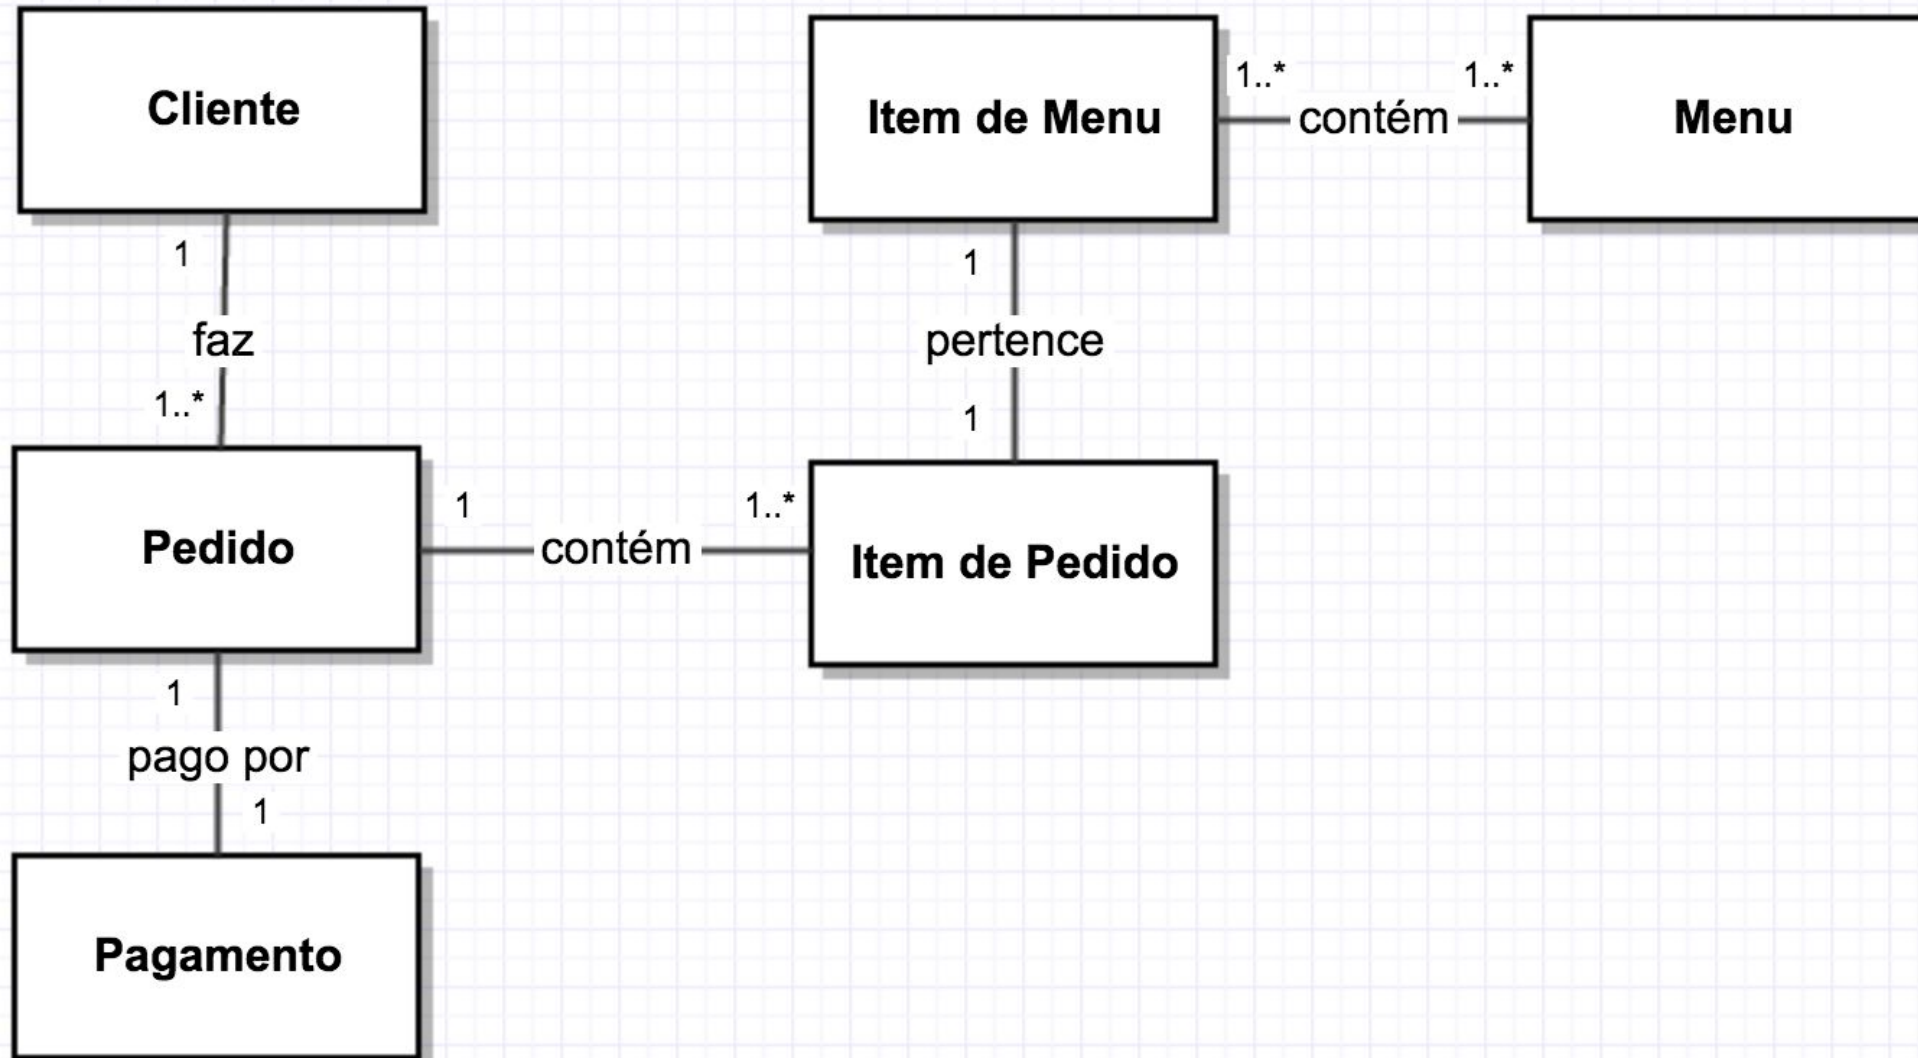 Cliente
Item de Menu
1..*
contém
1..*
Menu
1
faz
1..*
1
pertence
1
Pedido
1
contém
1..*
Item de Pedido
1
pago por
1
Pagamento